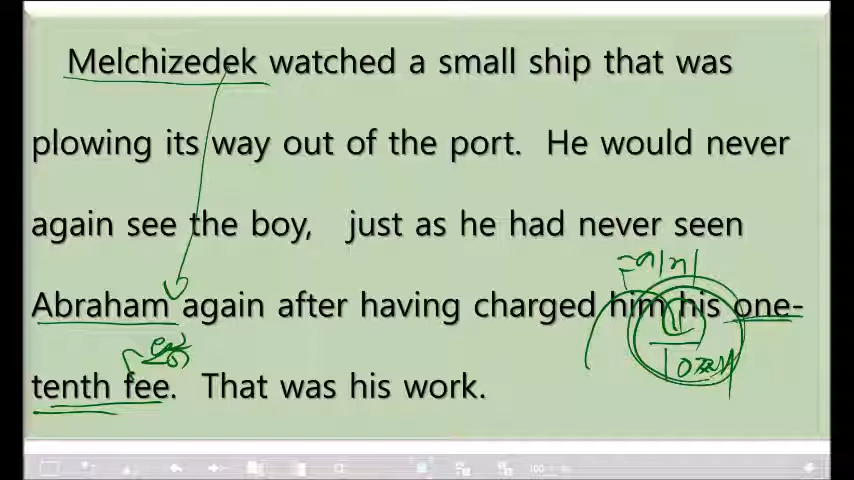 Melchizedek watched a small ship that was
plowing its way out of the port. He would never
again see the boy, just as he had never seen
Abraham again after having charged him his one-
tenth fee. That was his work.